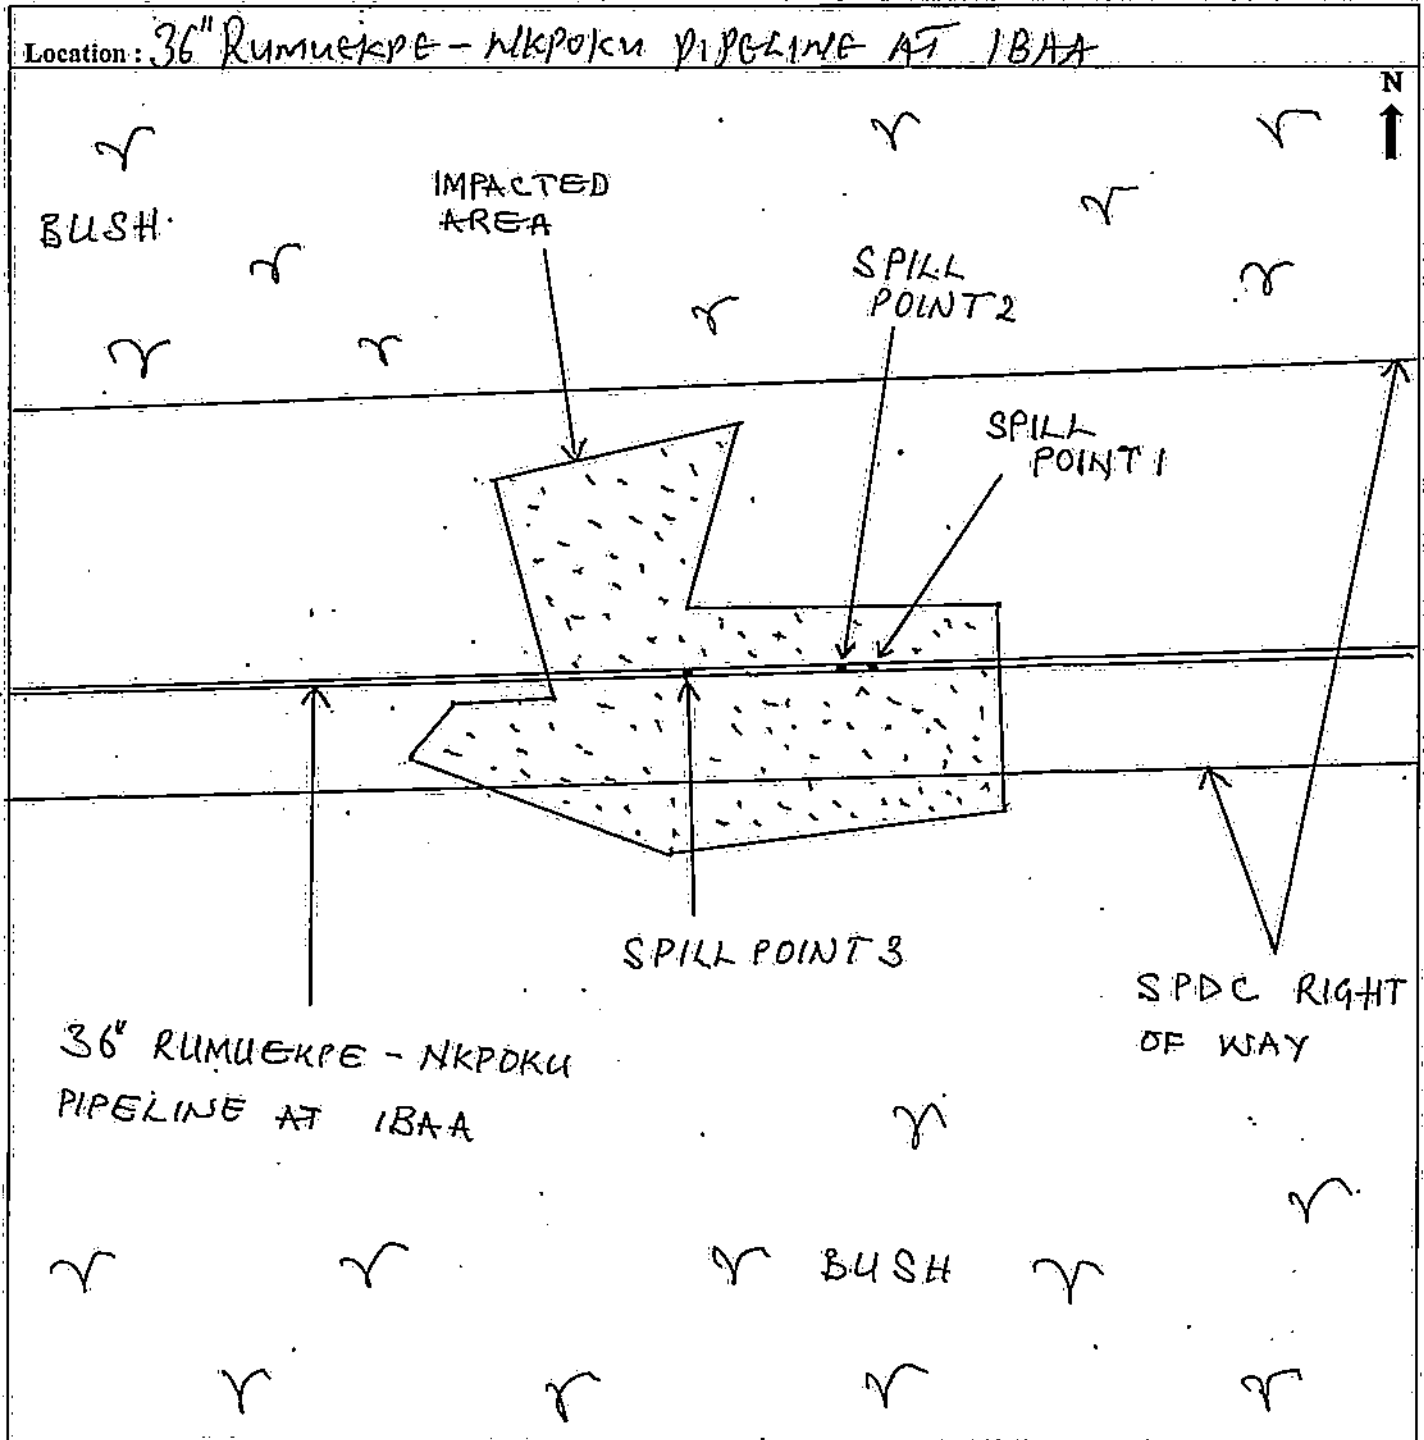 Location : 36" RUMUEKPE - NKPOKU PIPELINE AT IBAA
N
IMPACTED
AREA
BUSH
SPILL
POINT 2
SPILL
POINT 1
SPILL POINT 3
SPDC RIGHT
OF WAY
36" RUMUEKPE - NKPOKU
PIPELINE AT IBAA
BUSH